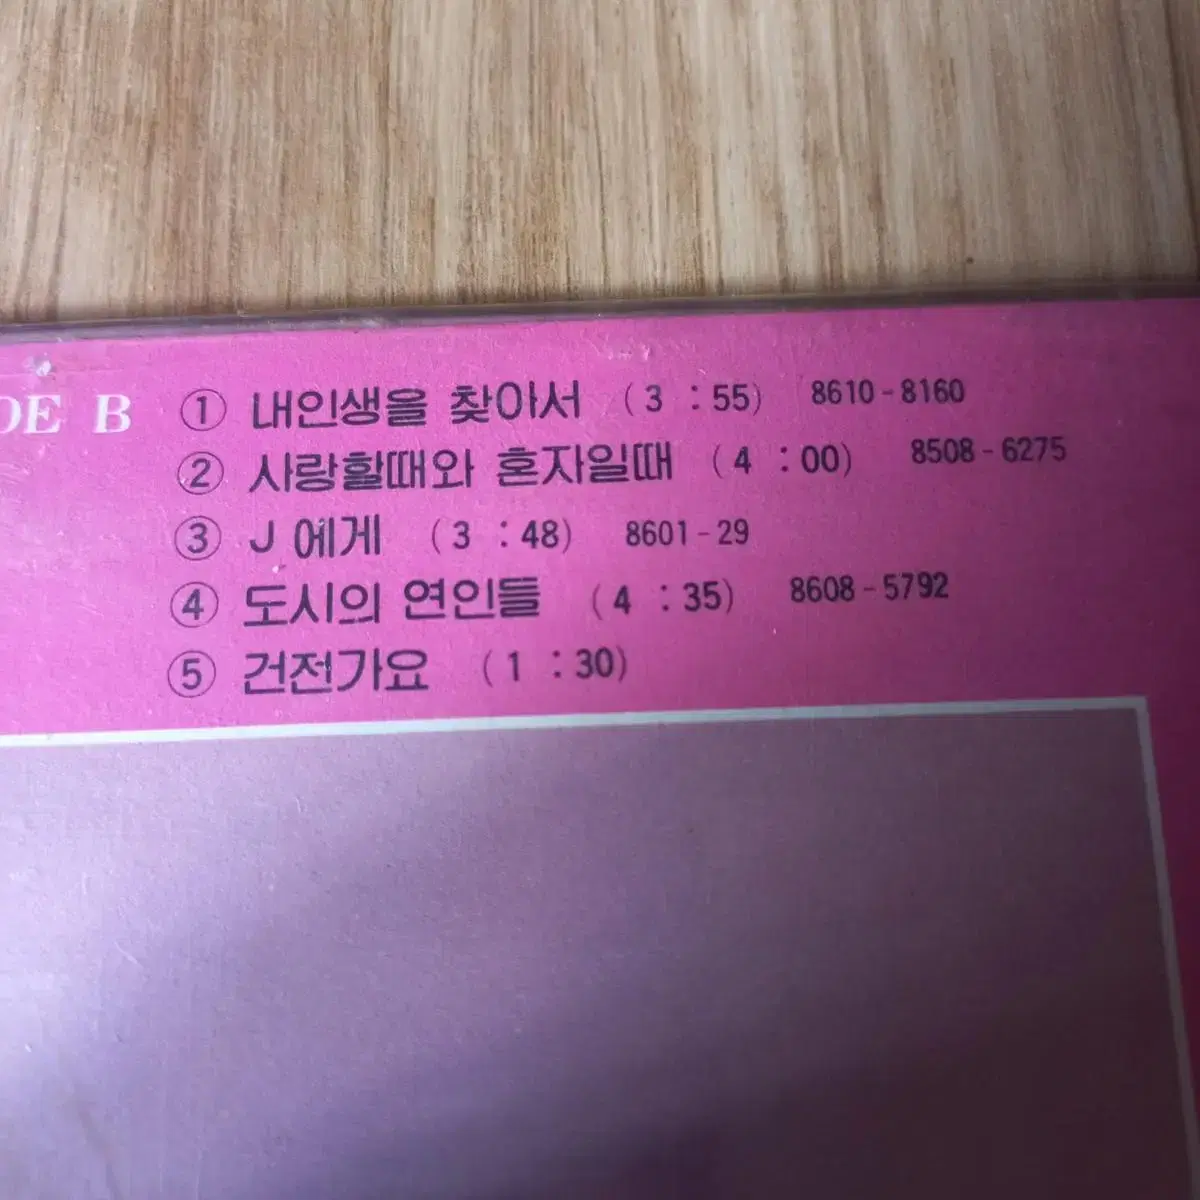 DE B ① 내인생을 찾아서 (3 : 55) 8610-8160
② 사랑할때와 혼자일때 (4 : 00) 8508-6275
③ J 에게 (3 : 48) 8601-29
④ 도시의 연인들 (4 : 35) 8608-5792
⑤ 건전가요 (1 : 30)